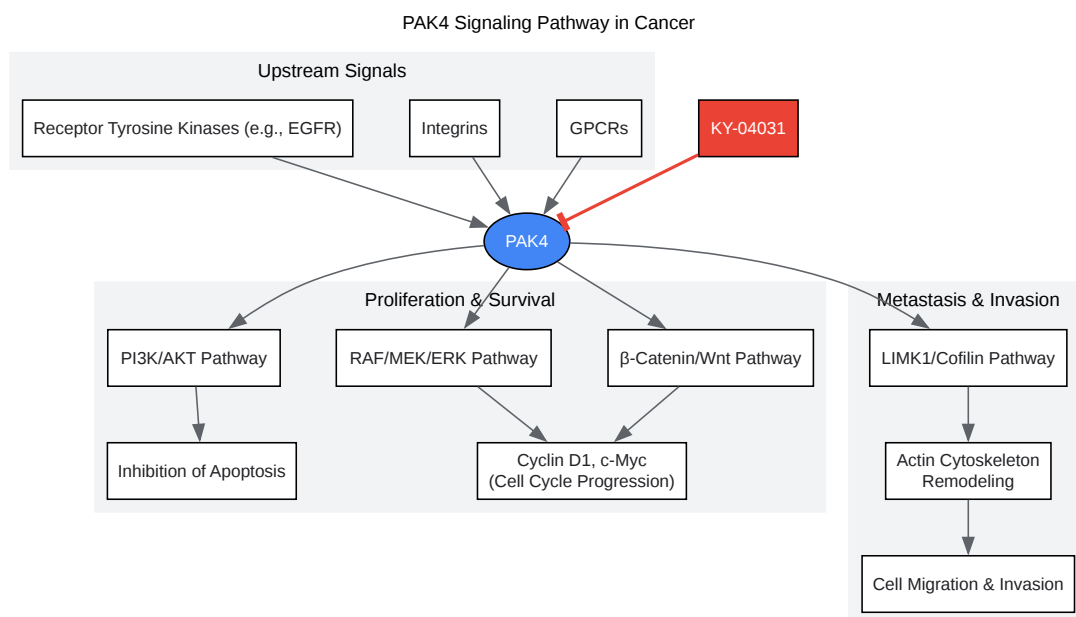 PAK4 Signaling Pathway in Cancer
Upstream Signals
Receptor Tyrosine Kinases (e.g., EGFR)
Integrins
GPCRs
KY-04031
PAK4
Proliferation & Survival
Metastasis & Invasion
PI3K/AKT Pathway
RAF/MEK/ERK Pathway
β-Catenin/Wnt Pathway
LIMK1/Cofilin Pathway
Inhibition of Apoptosis
Cyclin D1, c-Myc
(Cell Cycle Progression)
Actin Cytoskeleton
Remodeling
Cell Migration & Invasion